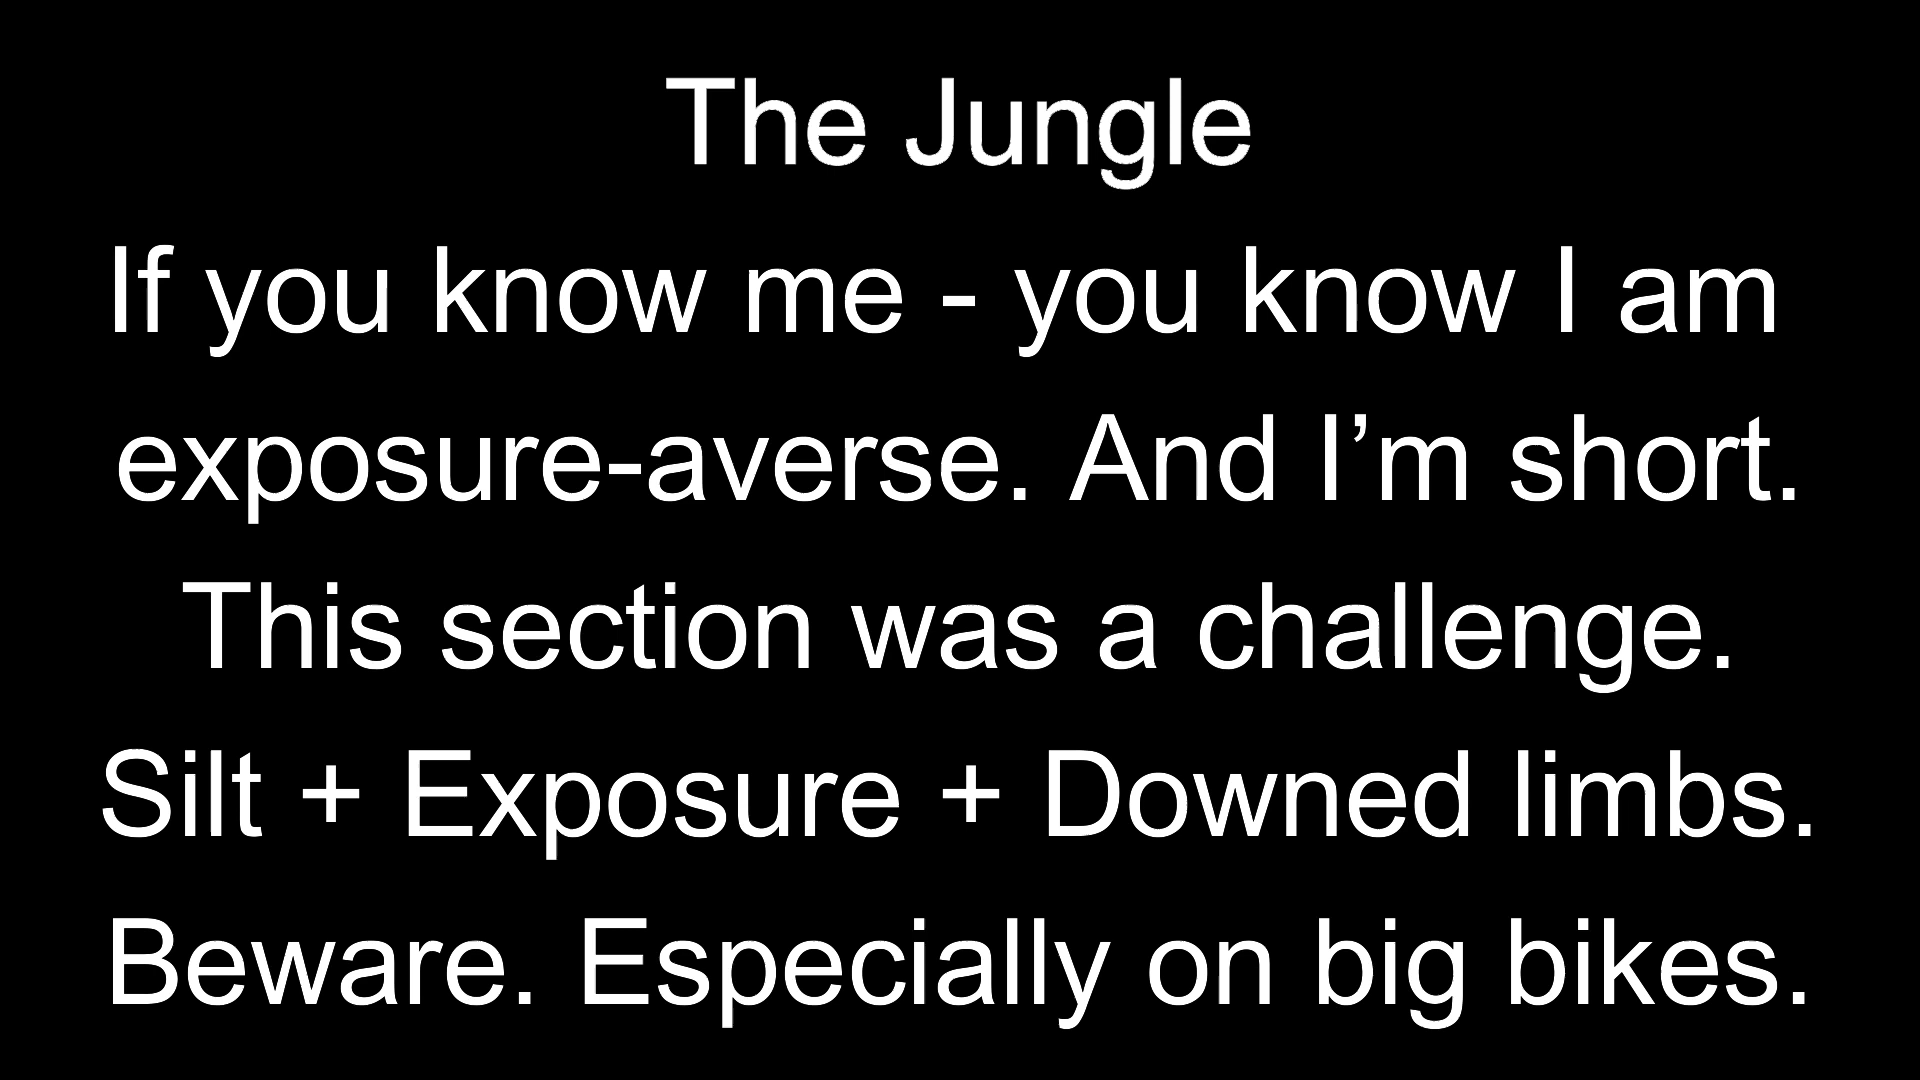 The Jungle
If you know me - you know I am
exposure-averse. And I’m short.
This section was a challenge.
Silt + Exposure + Downed limbs.
Beware. Especially on big bikes.